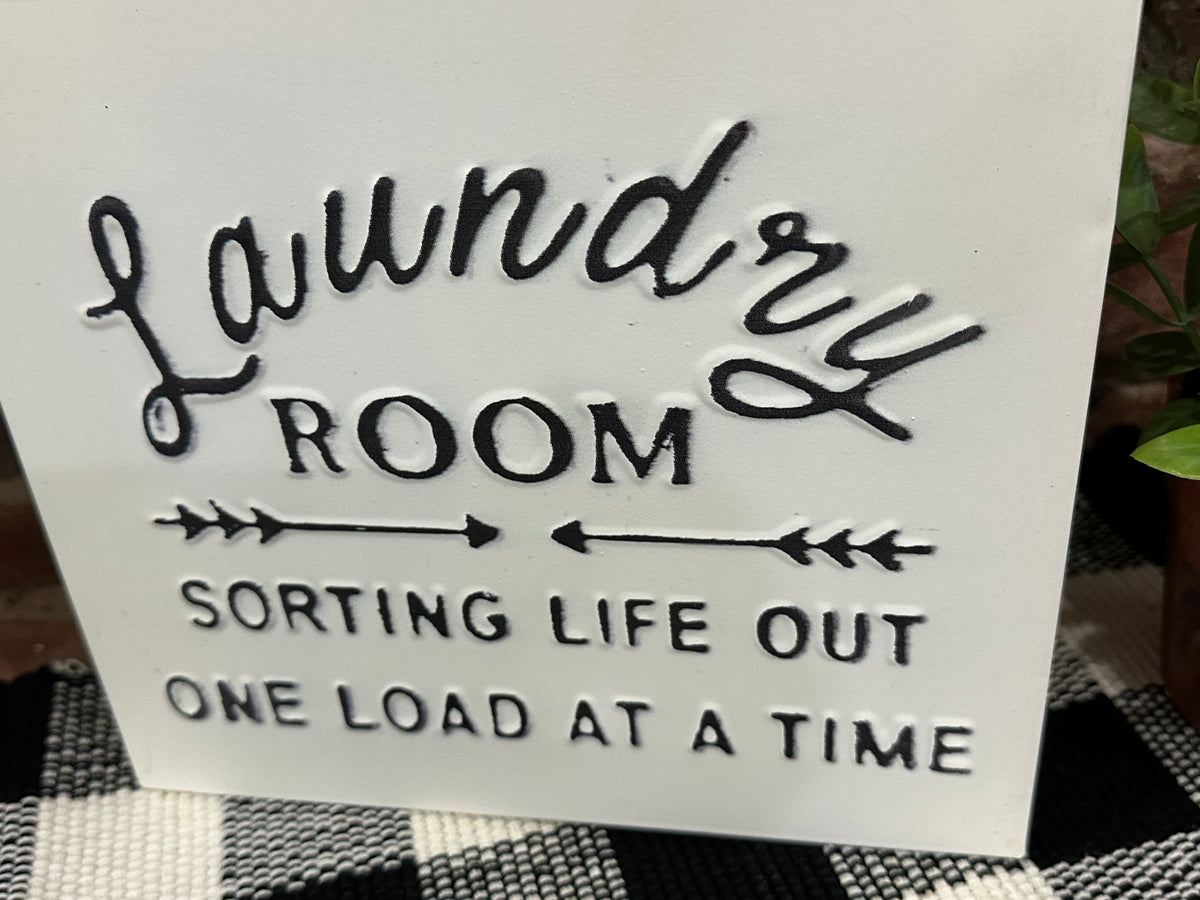 Laundry
ROOM
SORTING LIFE OUT
ONE LOAD AT A TIME